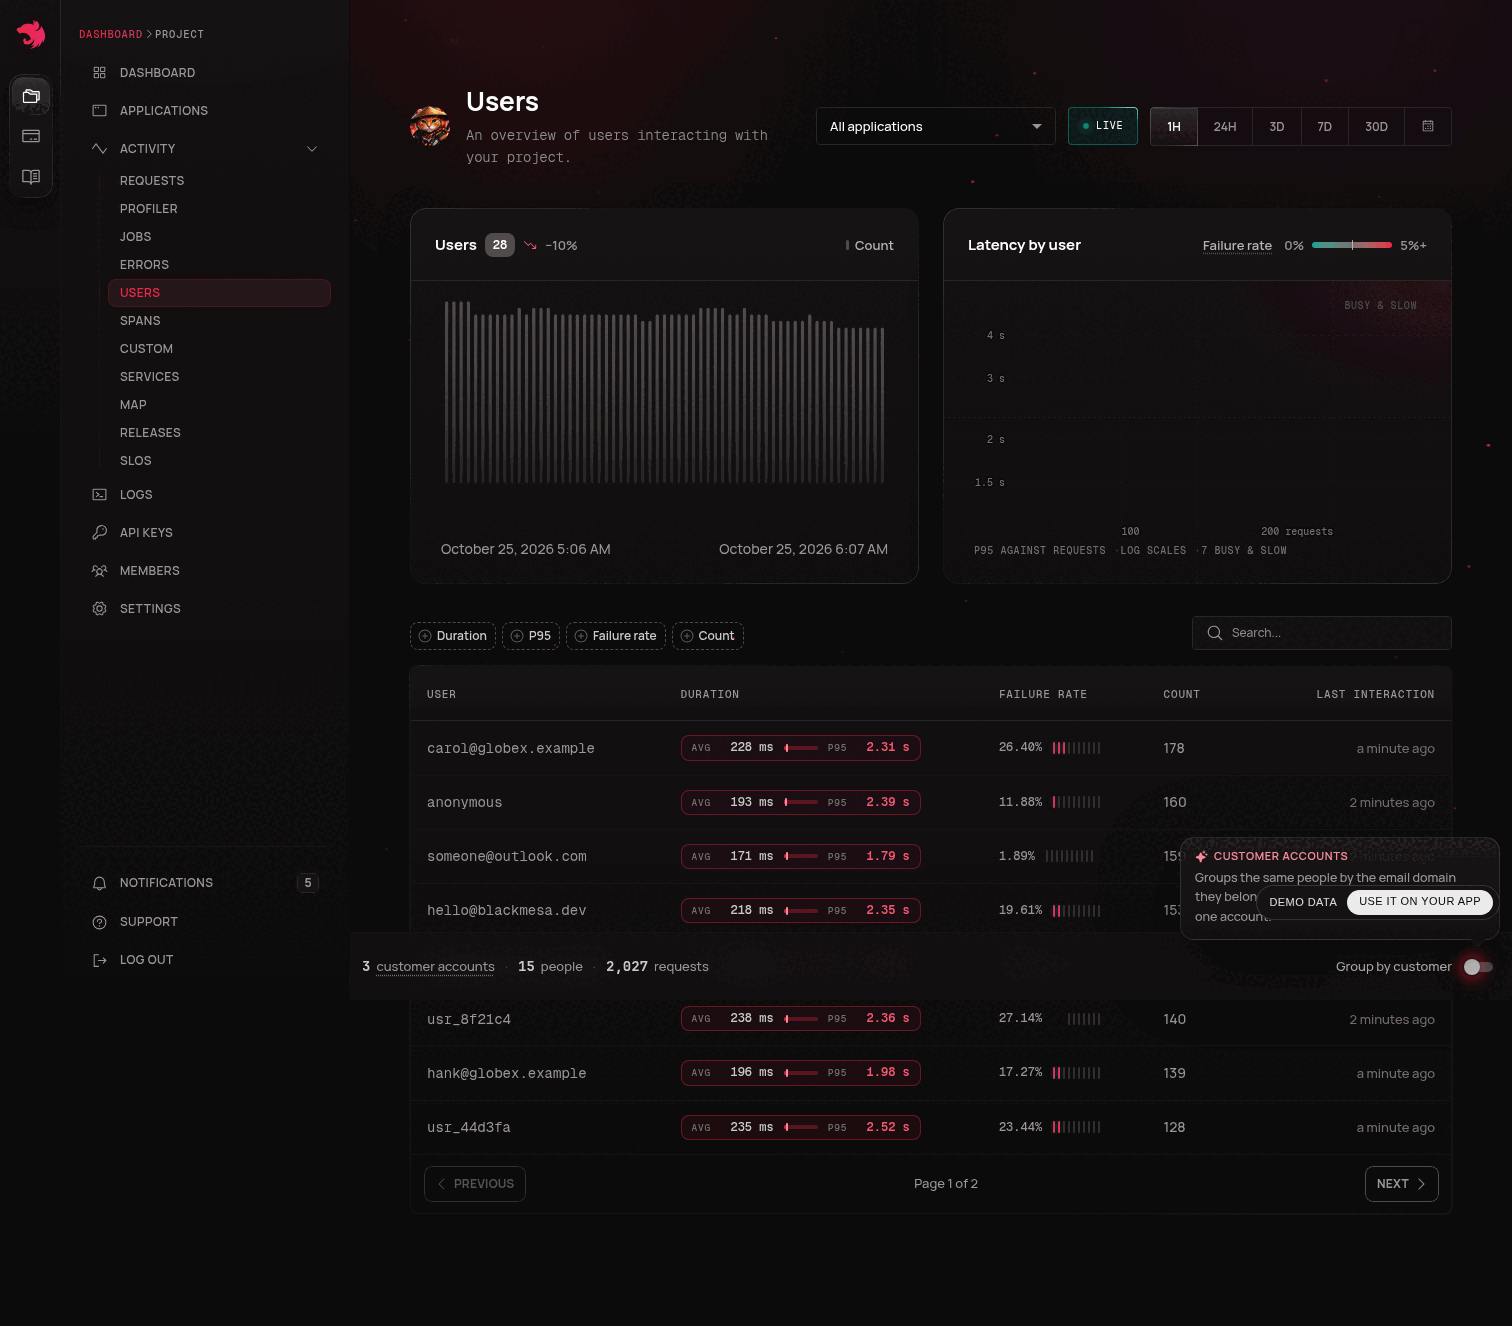 DASHBOARD > PROJECT
DASHBOARD
APPLICATIONS
ACTIVITY
REQUESTS
PROFILER
JOBS
ERRORS
USERS
SPANS
CUSTOM
SERVICES
MAP
RELEASES
SLOS
LOGS
API KEYS
MEMBERS
SETTINGS
NOTIFICATIONS 5
SUPPORT
LOG OUT
Users
An overview of users interacting with
your project.
All applications
LIVE
1H 24H 3D 7D 30D
Users 28 -10% Count
October 25, 2026 5:06 AM October 25, 2026 6:07 AM
Latency by user Failure rate 0% 5%+
BUSY & SLOW
4 s
3 s
2 s
1.5 s
100 200 requests
P95 AGAINST REQUESTS · LOG SCALES · 7 BUSY & SLOW
Duration P95 Failure rate Count
Search...
USER DURATION FAILURE RATE COUNT LAST INTERACTION
carol@globex.example AVG 228 ms P95 2.31 s 26.40% 178 a minute ago
anonymous AVG 193 ms P95 2.39 s 11.88% 160 2 minutes ago
someone@outlook.com AVG 171 ms P95 1.79 s 1.89% 159 minutes ago
hello@blackmesa.dev AVG 218 ms P95 2.35 s 19.61% 153
CUSTOMER ACCOUNTS
Groups the same people by the email domain
they belon
one account.
DEMO DATA USE IT ON YOUR APP
3 customer accounts · 15 people · 2,027 requests Group by customer
usr_8f21c4 AVG 238 ms P95 2.36 s 27.14% 140 2 minutes ago
hank@globex.example AVG 196 ms P95 1.98 s 17.27% 139 a minute ago
usr_44d3fa AVG 235 ms P95 2.52 s 23.44% 128 a minute ago
PREVIOUS Page 1 of 2 NEXT